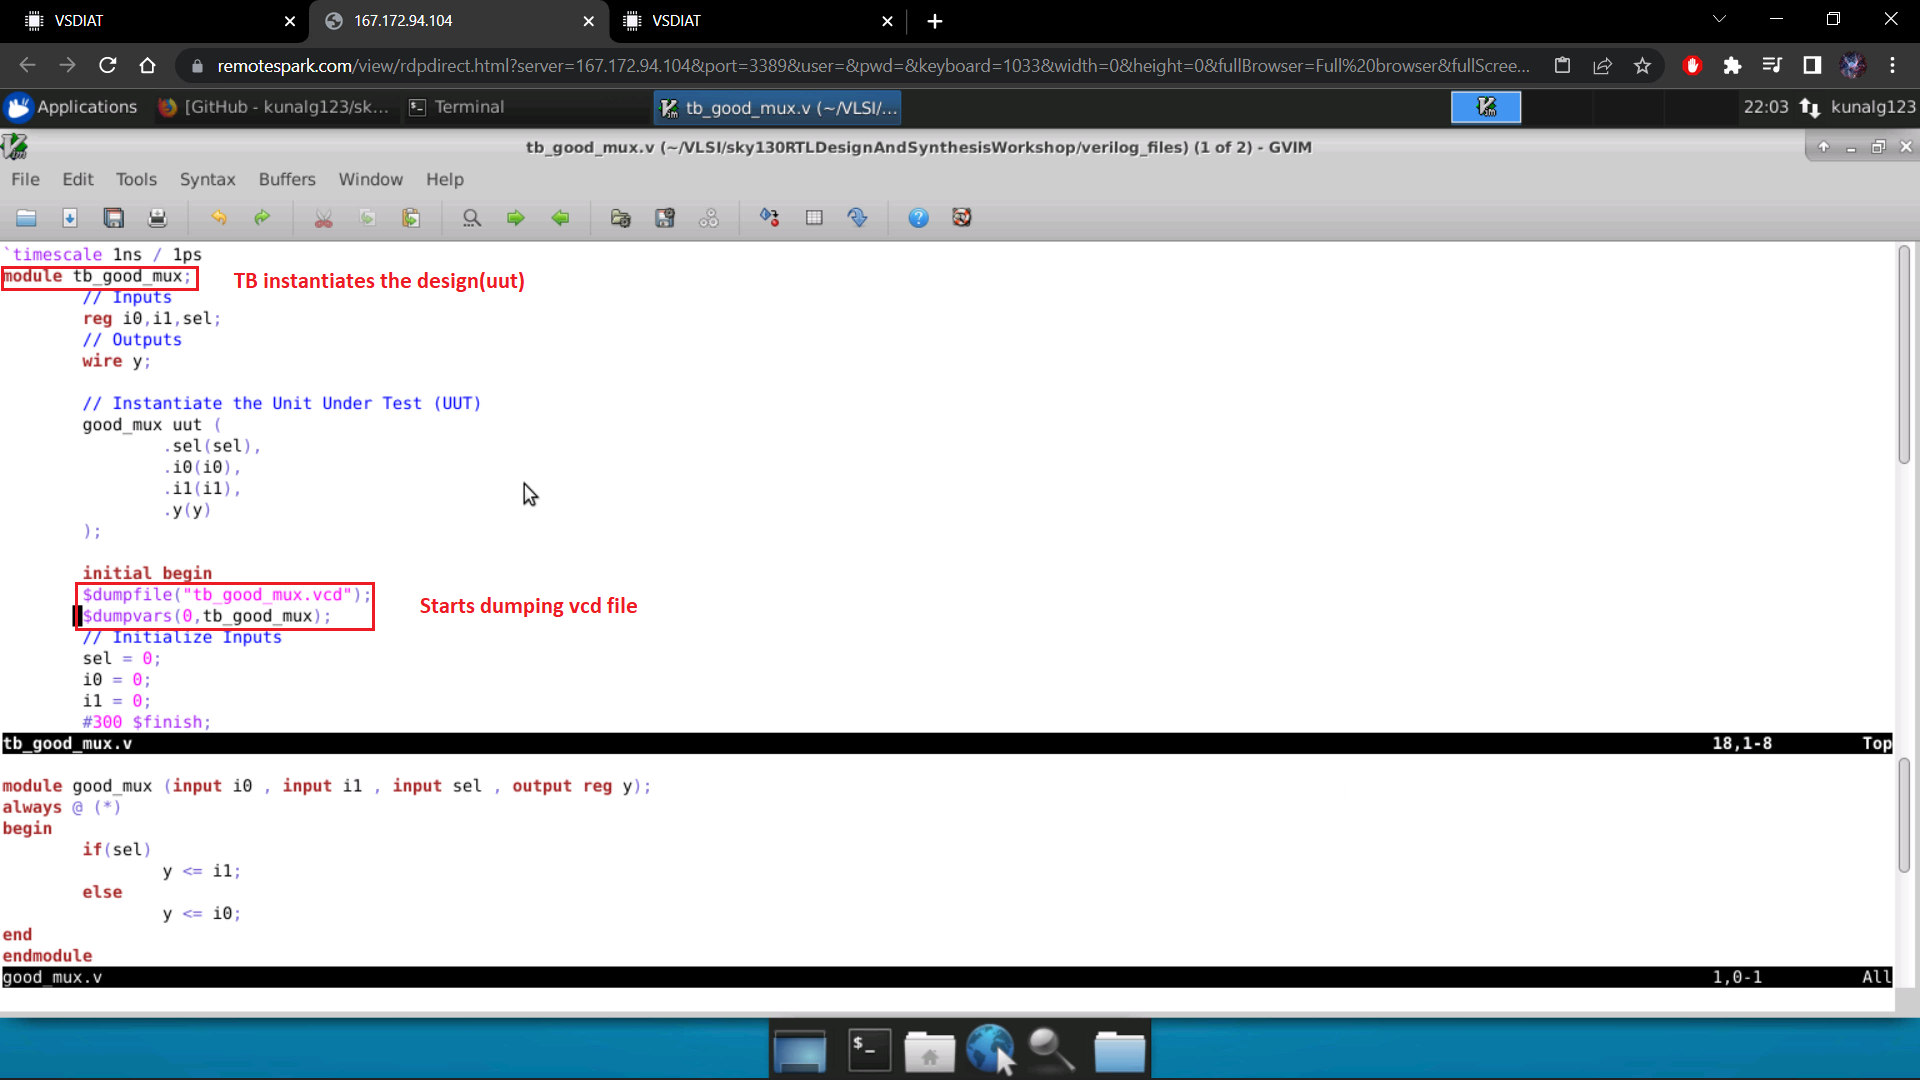 VSDIAT
167.172.94.104
VSDIAT
remotespark.com/view/rdpdirect.html?server=167.172.94.104&port=3389&user=&pwd=&keyboard=1033&width=0&height=0&fullBrowser=Full%20browser&fullScree...
Applications
[GitHub - kunalg123/sk...
Terminal
tb_good_mux.v (~/VLSI/...
22:03
kunalg123
tb_good_mux.v (~/VLSI/sky130RTLDesignAndSynthesisWorkshop/verilog_files) (1 of 2) - GVIM
File Edit Tools Syntax Buffers Window Help
`timescale 1ns / 1ps
module tb_good_mux;
TB instantiates the design(uut)
// Inputs
reg i0,i1,sel;
// Outputs
wire y;
// Instantiate the Unit Under Test (UUT)
good_mux uut (
.sel(sel),
.i0(i0),
.i1(i1),
.y(y)
);
initial begin
$dumpfile("tb_good_mux.vcd");
Starts dumping vcd file
$dumpvars(0,tb_good_mux);
// Initialize Inputs
sel = 0;
i0 = 0;
i1 = 0;
#300 $finish;
tb_good_mux.v 18,1-8 Top
module good_mux (input i0 , input i1 , input sel , output reg y);
always @ (*)
begin
if(sel)
y <= i1;
else
y <= i0;
end
endmodule
good_mux.v 1,0-1 All